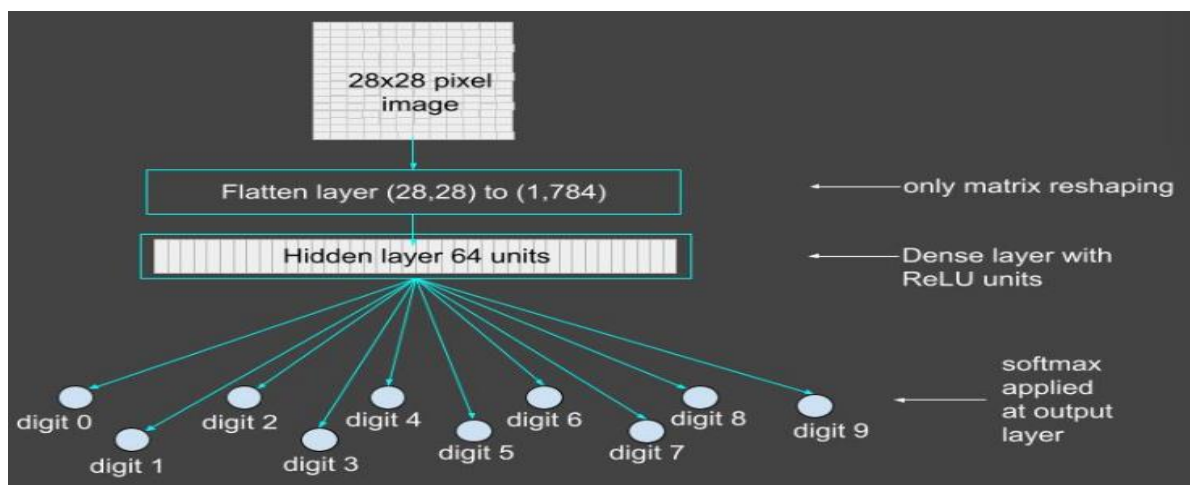 28x28 pixel
image
Flatten layer (28,28) to (1,784)
only matrix reshaping
Hidden layer 64 units
Dense layer with
ReLU units
softmax
applied
at output
layer
digit 0
digit 1
digit 2
digit 3
digit 4
digit 5
digit 6
digit 7
digit 8
digit 9